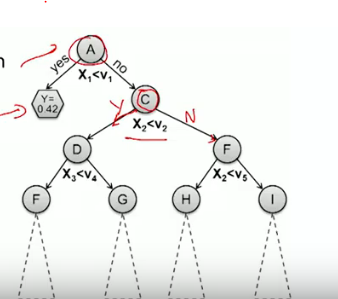 n
A
yes
no
X₁<v₁
Y=
0.42
C
Y
N
X₂<v₂
D
F
X₃<v₄
X₂<v₅
F
G
H
I